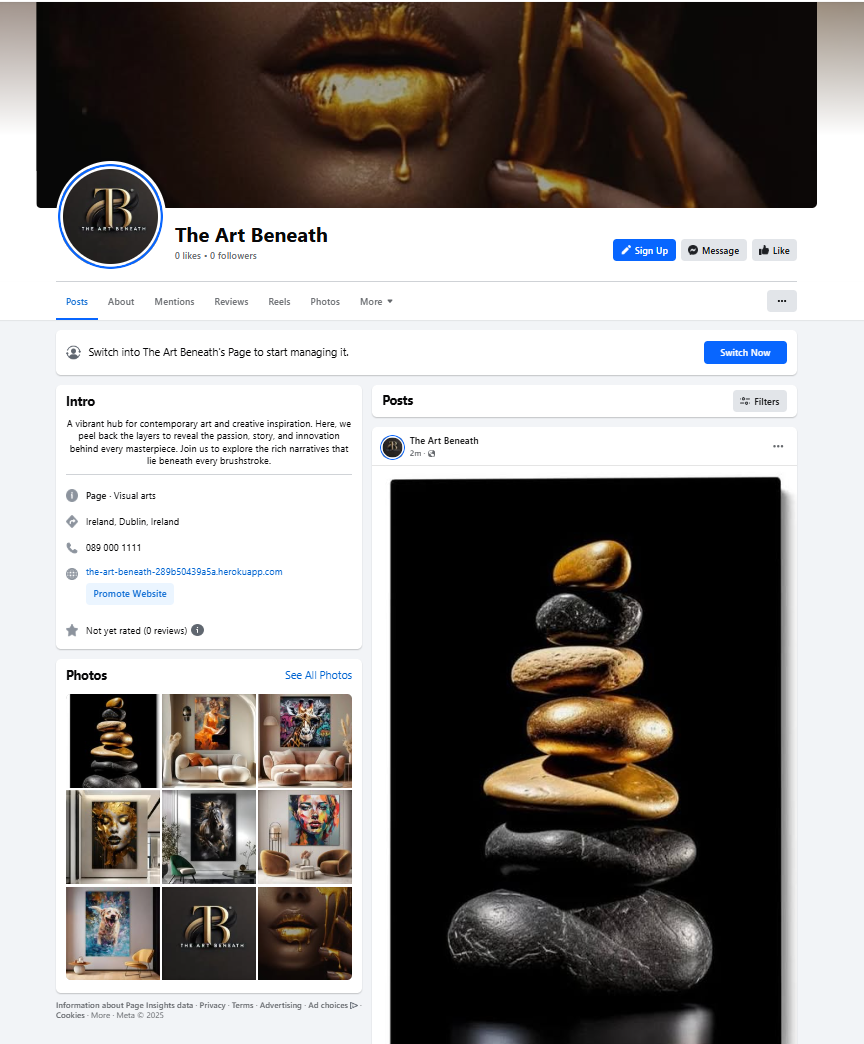 THE ART BENEATH
The Art Beneath
0 likes • 0 followers
Sign Up
Message
Like
Posts
About
Mentions
Reviews
Reels
Photos
More
Switch into The Art Beneath's Page to start managing it.
Switch Now
Intro
A vibrant hub for contemporary art and creative inspiration. Here, we
peel back the layers to reveal the passion, story, and innovation
behind every masterpiece. Join us to explore the rich narratives that
lie beneath every brushstroke.
Page · Visual arts
Ireland, Dublin, Ireland
089 000 1111
the-art-beneath-289b50439a5a.herokuapp.com
Promote Website
Not yet rated (0 reviews)
Photos
See All Photos
THE ART BENEATH
Information about Page Insights data · Privacy · Terms · Advertising · Ad choices ·
Cookies · More · Meta © 2025
Posts
Filters
The Art Beneath
2m ·